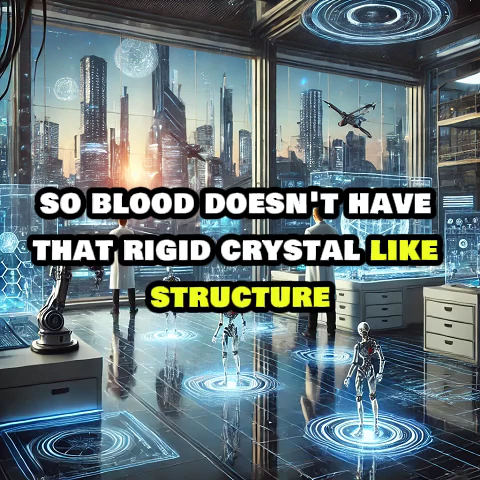 SO BLOOD DOESN'T HAVE
THAT RIGID CRYSTAL LIKE
STRUCTURE